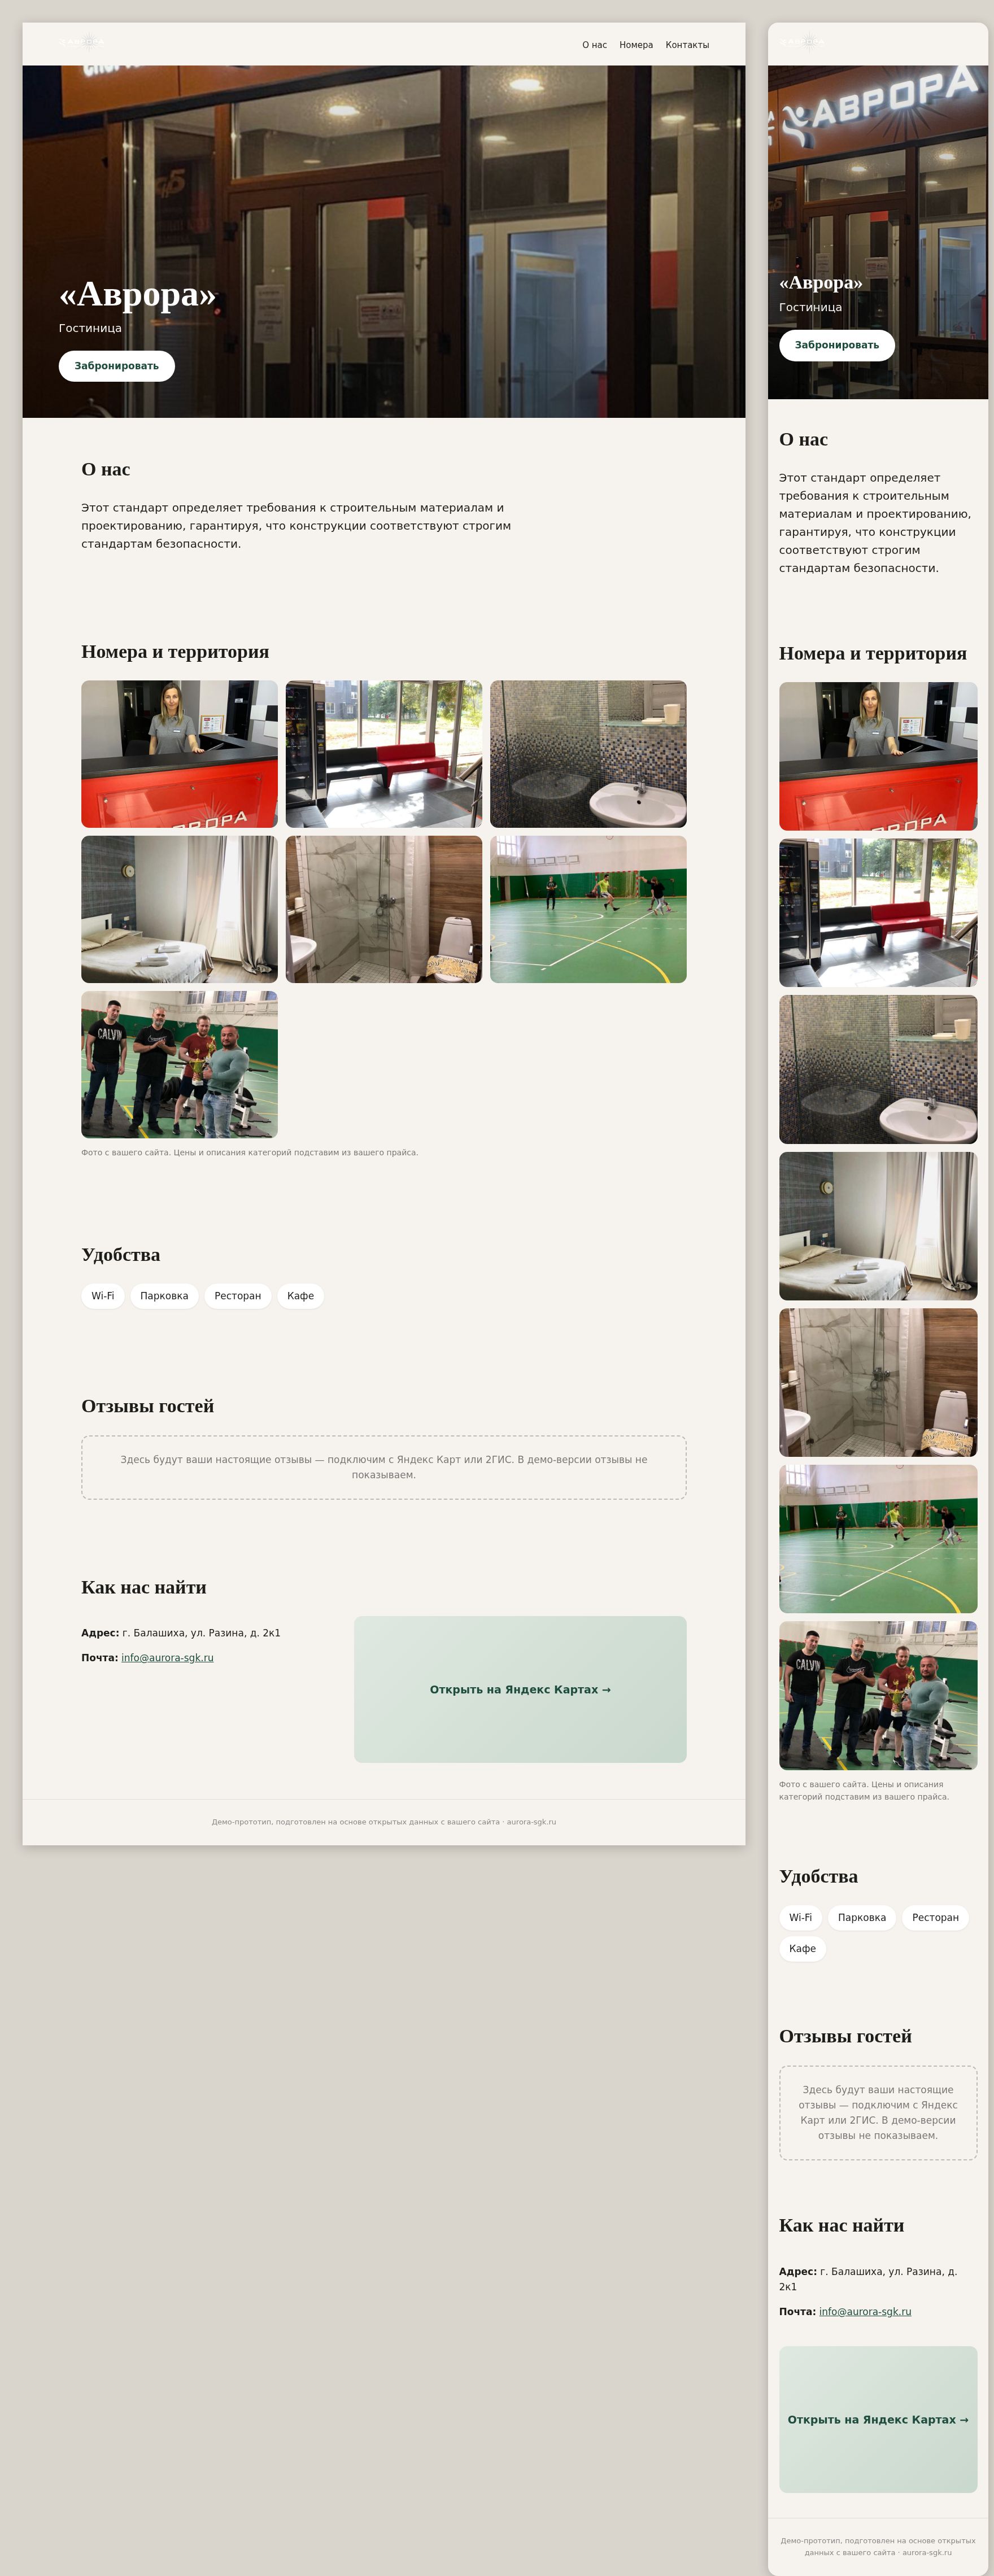 АВРОРА
О нас Номера Контакты
«Аврора»
Гостиница
Забронировать
О нас
Этот стандарт определяет требования к строительным материалам и
проектированию, гарантируя, что конструкции соответствуют строгим
стандартам безопасности.
Номера и территория
CALVIN
Фото с вашего сайта. Цены и описания категорий подставим из вашего прайса.
Удобства
Wi-Fi Парковка Ресторан Кафе
Отзывы гостей
Здесь будут ваши настоящие отзывы — подключим с Яндекс Карт или 2ГИС. В демо-версии отзывы не
показываем.
Как нас найти
Адрес: г. Балашиха, ул. Разина, д. 2к1
Почта: info@aurora-sgk.ru
Открыть на Яндекс Картах →
Демо-прототип, подготовлен на основе открытых данных с вашего сайта · aurora-sgk.ru
АВРОРА
АВРОРА
«Аврора»
Гостиница
Забронировать
О нас
Этот стандарт определяет
требования к строительным
материалам и проектированию,
гарантируя, что конструкции
соответствуют строгим
стандартам безопасности.
Номера и территория
CALVIN
Фото с вашего сайта. Цены и описания
категорий подставим из вашего прайса.
Удобства
Wi-Fi Парковка Ресторан
Кафе
Отзывы гостей
Здесь будут ваши настоящие
отзывы — подключим с Яндекс
Карт или 2ГИС. В демо-версии
отзывы не показываем.
Как нас найти
Адрес: г. Балашиха, ул. Разина, д.
2к1
Почта: info@aurora-sgk.ru
Открыть на Яндекс Картах →
Демо-прототип, подготовлен на основе открытых
данных с вашего сайта · aurora-sgk.ru